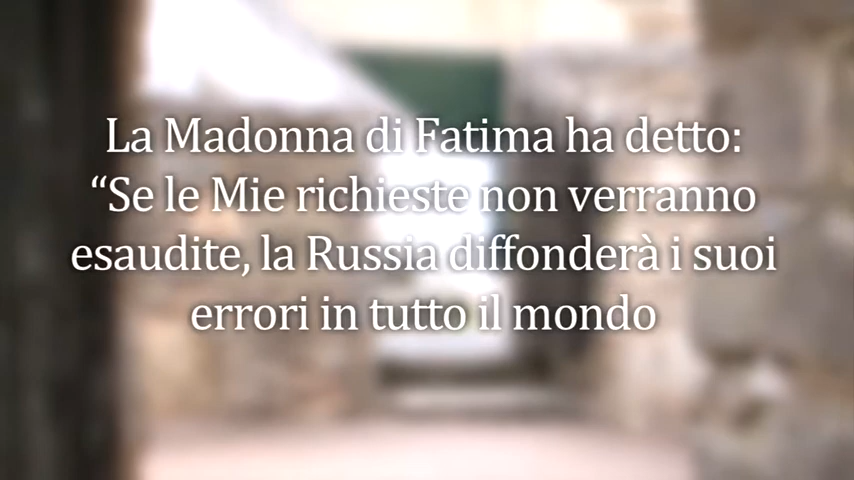 La Madonna di Fatima ha detto:
“Se le Mie richieste non verranno
esaudite, la Russia diffonderà i suoi
errori in tutto il mondo